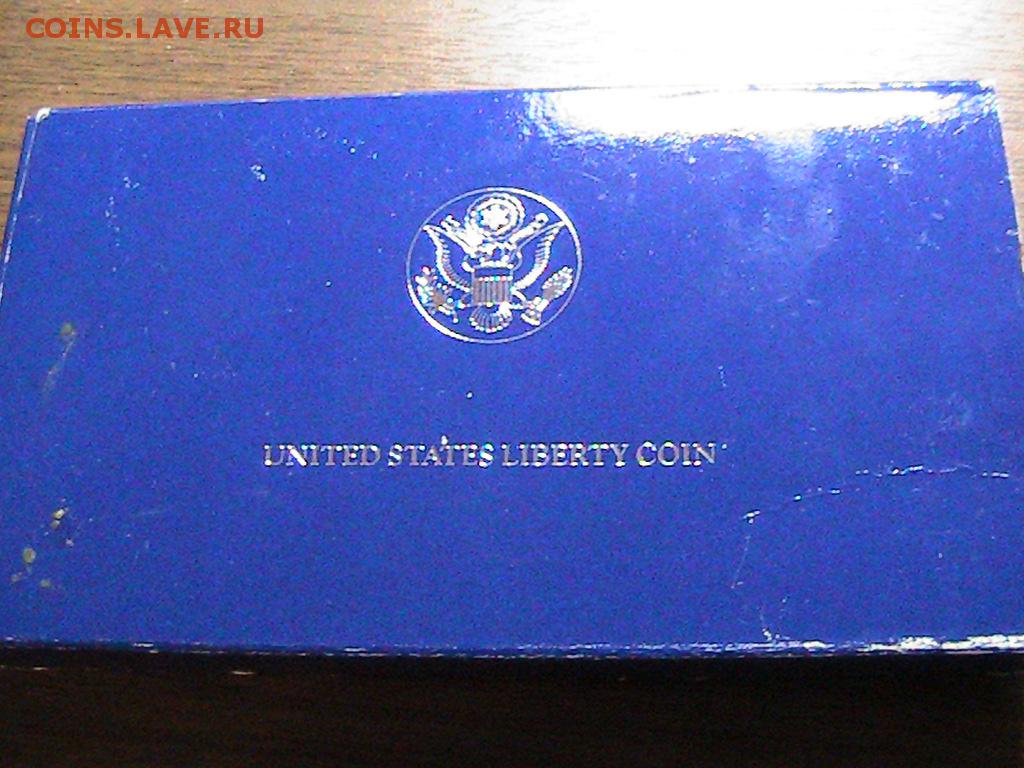 COINS.LAVE.RU
UNITED STATES LIBERTY COIN